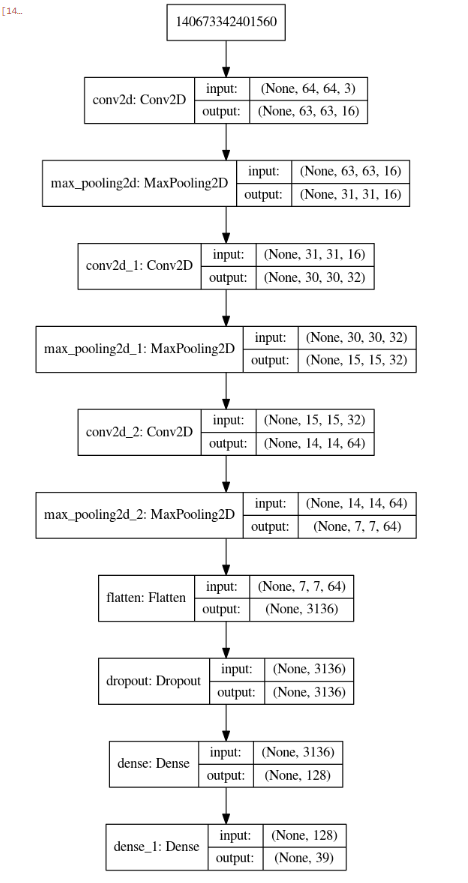 [14...
140673342401560
conv2d: Conv2D
input:
(None, 64, 64, 3)
output:
(None, 63, 63, 16)
max_pooling2d: MaxPooling2D
input:
(None, 63, 63, 16)
output:
(None, 31, 31, 16)
conv2d_1: Conv2D
input:
(None, 31, 31, 16)
output:
(None, 30, 30, 32)
max_pooling2d_1: MaxPooling2D
input:
(None, 30, 30, 32)
output:
(None, 15, 15, 32)
conv2d_2: Conv2D
input:
(None, 15, 15, 32)
output:
(None, 14, 14, 64)
max_pooling2d_2: MaxPooling2D
input:
(None, 14, 14, 64)
output:
(None, 7, 7, 64)
flatten: Flatten
input:
(None, 7, 7, 64)
output:
(None, 3136)
dropout: Dropout
input:
(None, 3136)
output:
(None, 3136)
dense: Dense
input:
(None, 3136)
output:
(None, 128)
dense_1: Dense
input:
(None, 128)
output:
(None, 39)